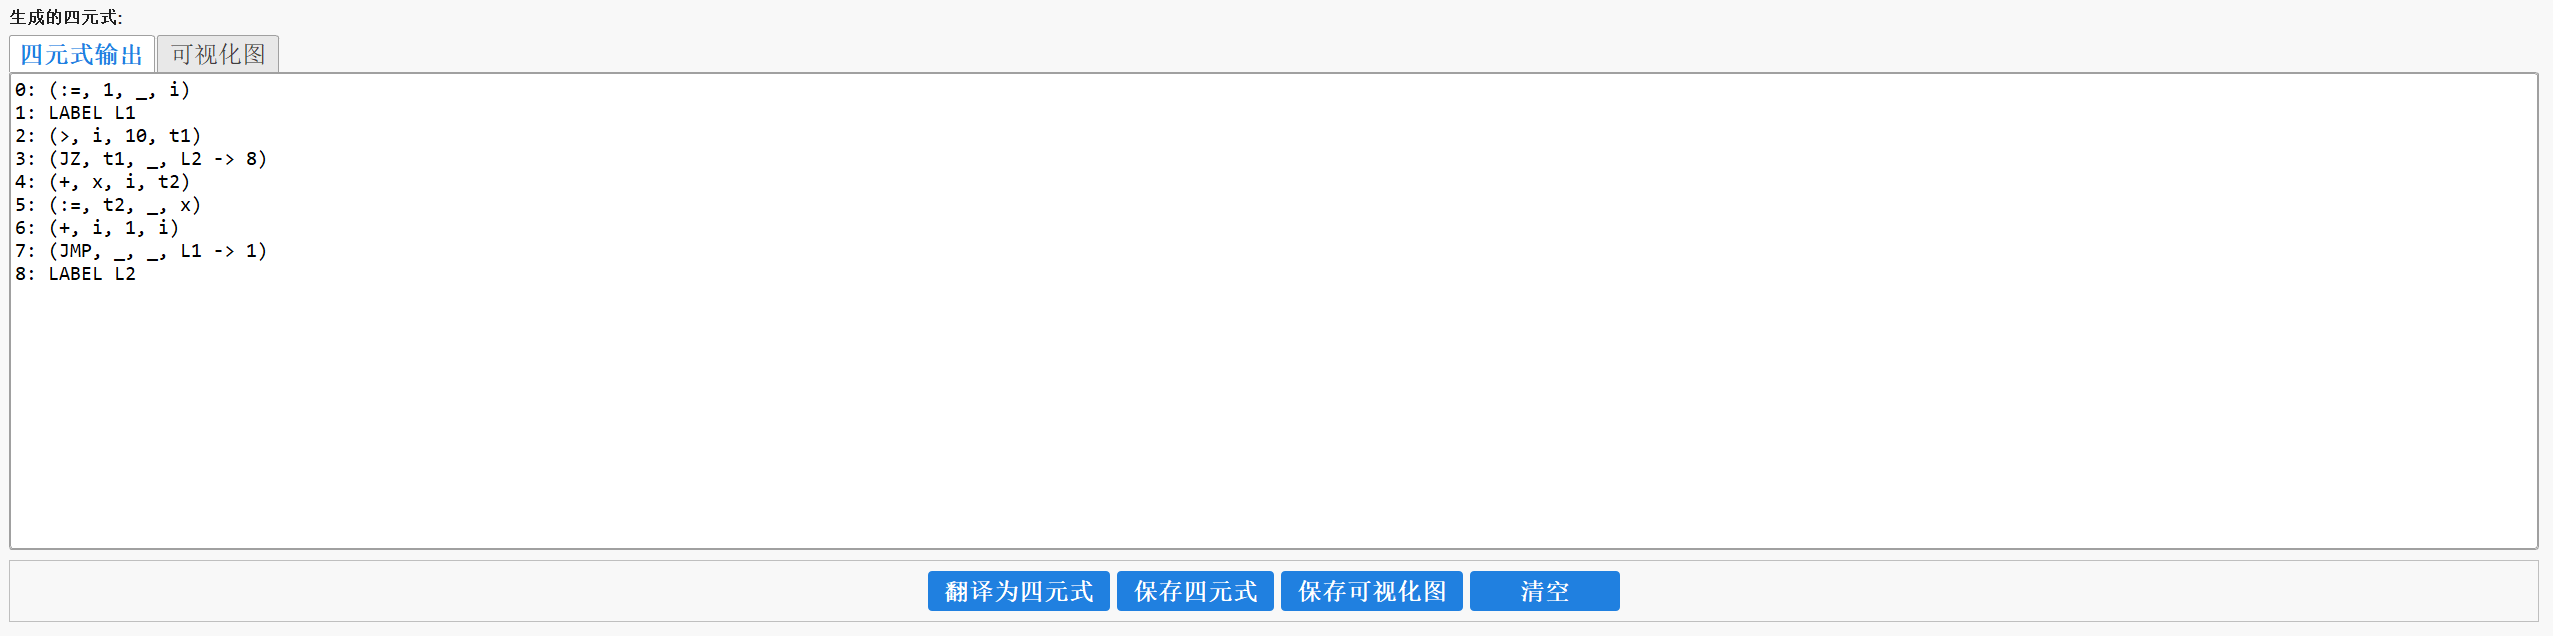 生成的四元式:
四元式输出 可视化图
0: (:=, 1, _, i)
1: LABEL L1
2: (>, i, 10, t1)
3: (JZ, t1, _, L2 -> 8)
4: (+, x, i, t2)
5: (:=, t2, _, x)
6: (+, i, 1, i)
7: (JMP, _, _, L1 -> 1)
8: LABEL L2
翻译为四元式 保存四元式 保存可视化图 清空